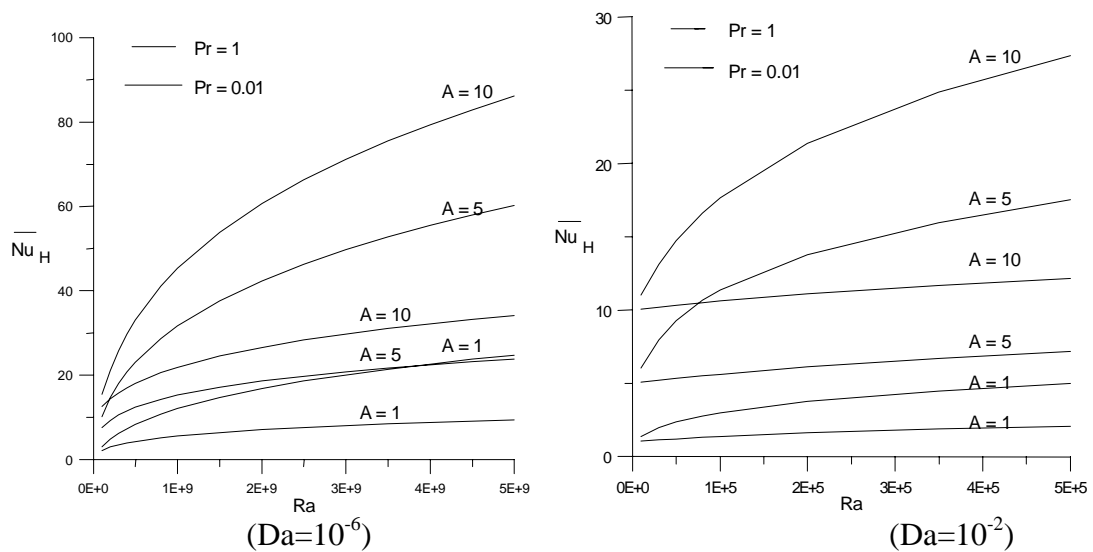 100
80
60
40
20
0
Nu H
Pr = 1
Pr = 0.01
A = 10
A = 5
A = 10
A = 1
A = 5
A = 1
0E+0 1E+9 2E+9 3E+9 4E+9 5E+9
Ra
(Da=10-6)
30
20
10
0
Nu H
Pr = 1
Pr = 0.01
A = 10
A = 5
A = 10
A = 5
A = 1
A = 1
0E+0 1E+5 2E+5 3E+5 4E+5 5E+5
Ra
(Da=10-2)